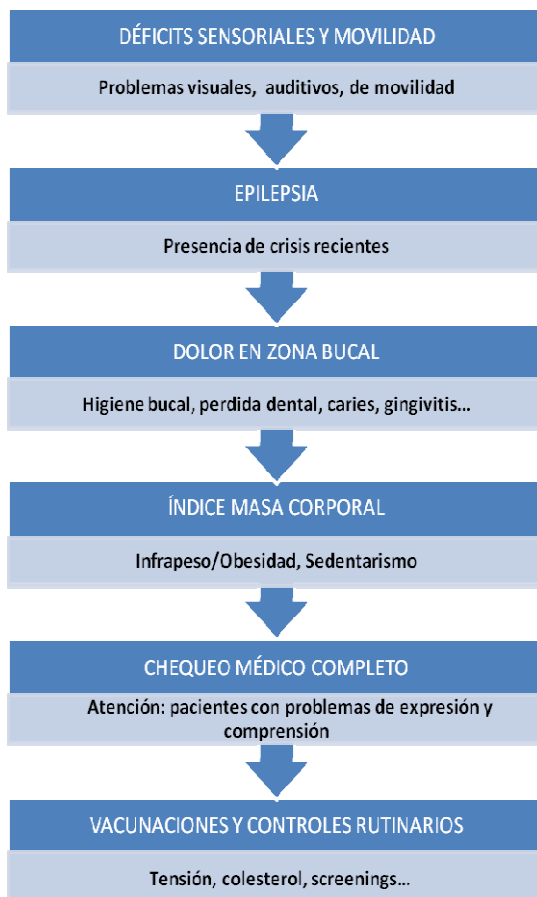 DÉFICITS SENSORIALES Y MOVILIDAD
Problemas visuales, auditivos, de movilidad
EPILEPSIA
Presencia de crisis recientes
DOLOR EN ZONA BUCAL
Higiene bucal, perdida dental, caries, gingivitis...
ÍNDICE MASA CORPORAL
Infrapeso/Obesidad, Sedentarismo
CHEQUEO MÉDICO COMPLETO
Atención: pacientes con problemas de expresión y
comprensión
VACUNACIONES Y CONTROLES RUTINARIOS
Tensión, colesterol, screenings...